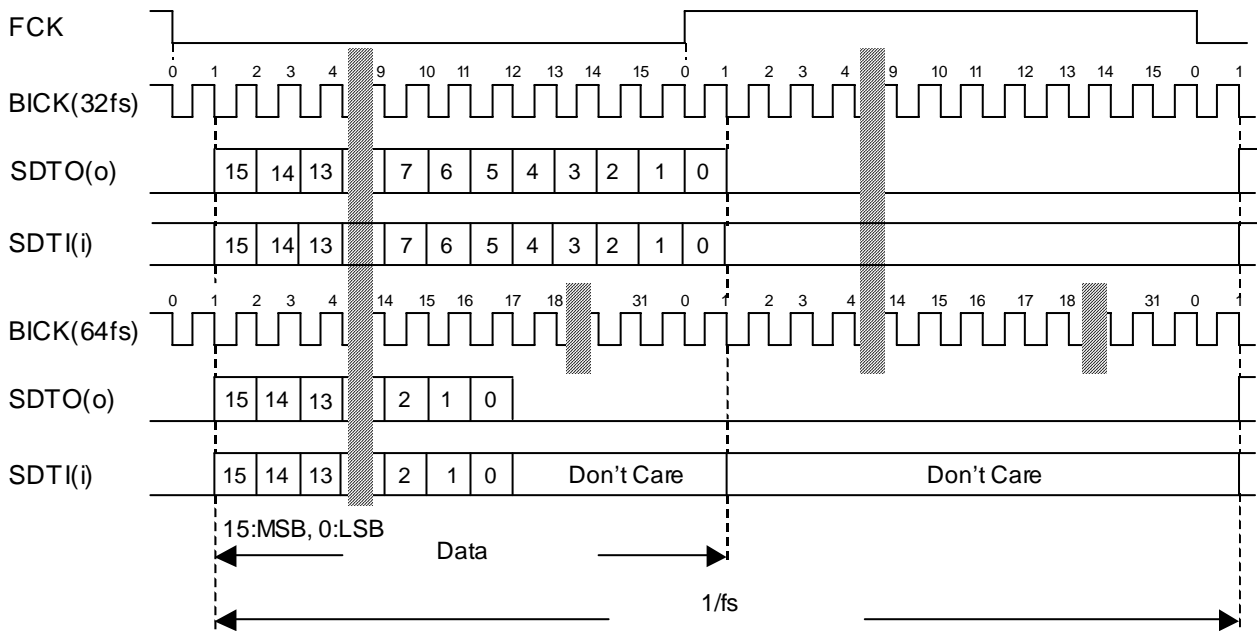 FCK
0 1 2 3 4 9 10 11 12 13 14 15 0 1 2 3 4 9 10 11 12 13 14 15 0 1
BICK(32fs)
SDTO(o) 15 14 13 7 6 5 4 3 2 1 0
SDTI(i) 15 14 13 7 6 5 4 3 2 1 0
0 1 2 3 4 14 15 16 17 18 31 0 1 2 3 4 14 15 16 17 18 31 0 1
BICK(64fs)
SDTO(o) 15 14 13 2 1 0
SDTI(i) 15 14 13 2 1 0 Don't Care Don't Care
15:MSB, 0:LSB
Data
1/fs